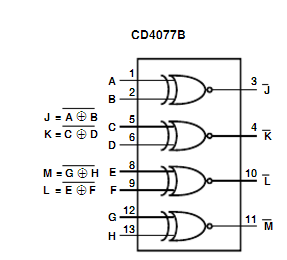 CD4077B
J = A̅ ̅⊕̅ ̅B̅
K = C̅ ̅⊕̅ ̅D̅
M = G̅ ̅⊕̅ ̅H̅
L = E̅ ̅⊕̅ ̅F̅
A 1
B 2
3 J̅
C 5
D 6
4 K̅
E 8
F 9
10 L̅
G 12
H 13
11 M̅